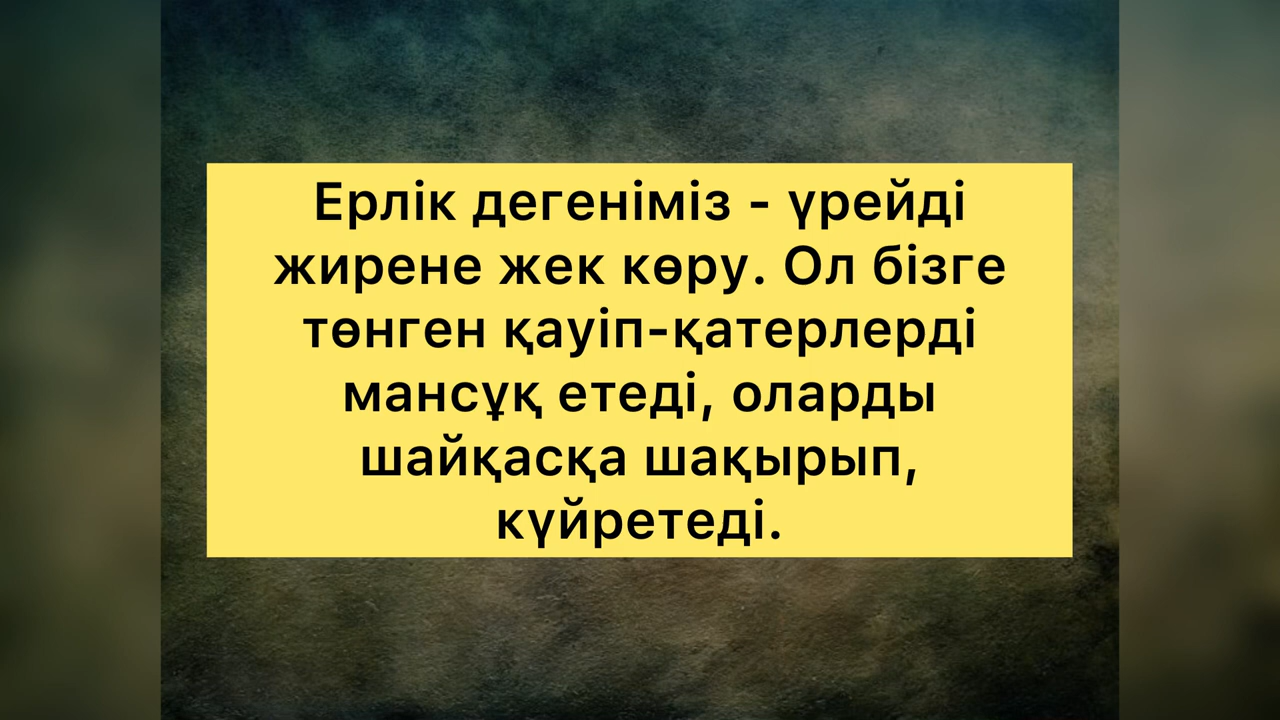 Ерлік дегеніміз - үрейді
жирене жек көру. Ол бізге
төнген қауіп-қатерлерді
мансұқ етеді, оларды
шайқасқа шақырып,
күйретеді.